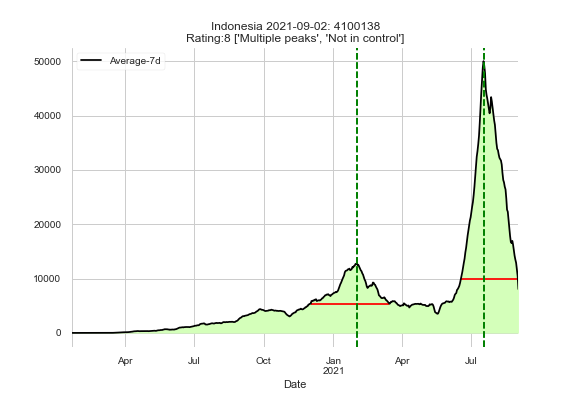 Indonesia 2021-09-02: 4100138
Rating:8 ['Multiple peaks', 'Not in control']
Average-7d
50000
40000
30000
20000
10000
0
Apr Jul Oct Jan Apr Jul
2021
Date